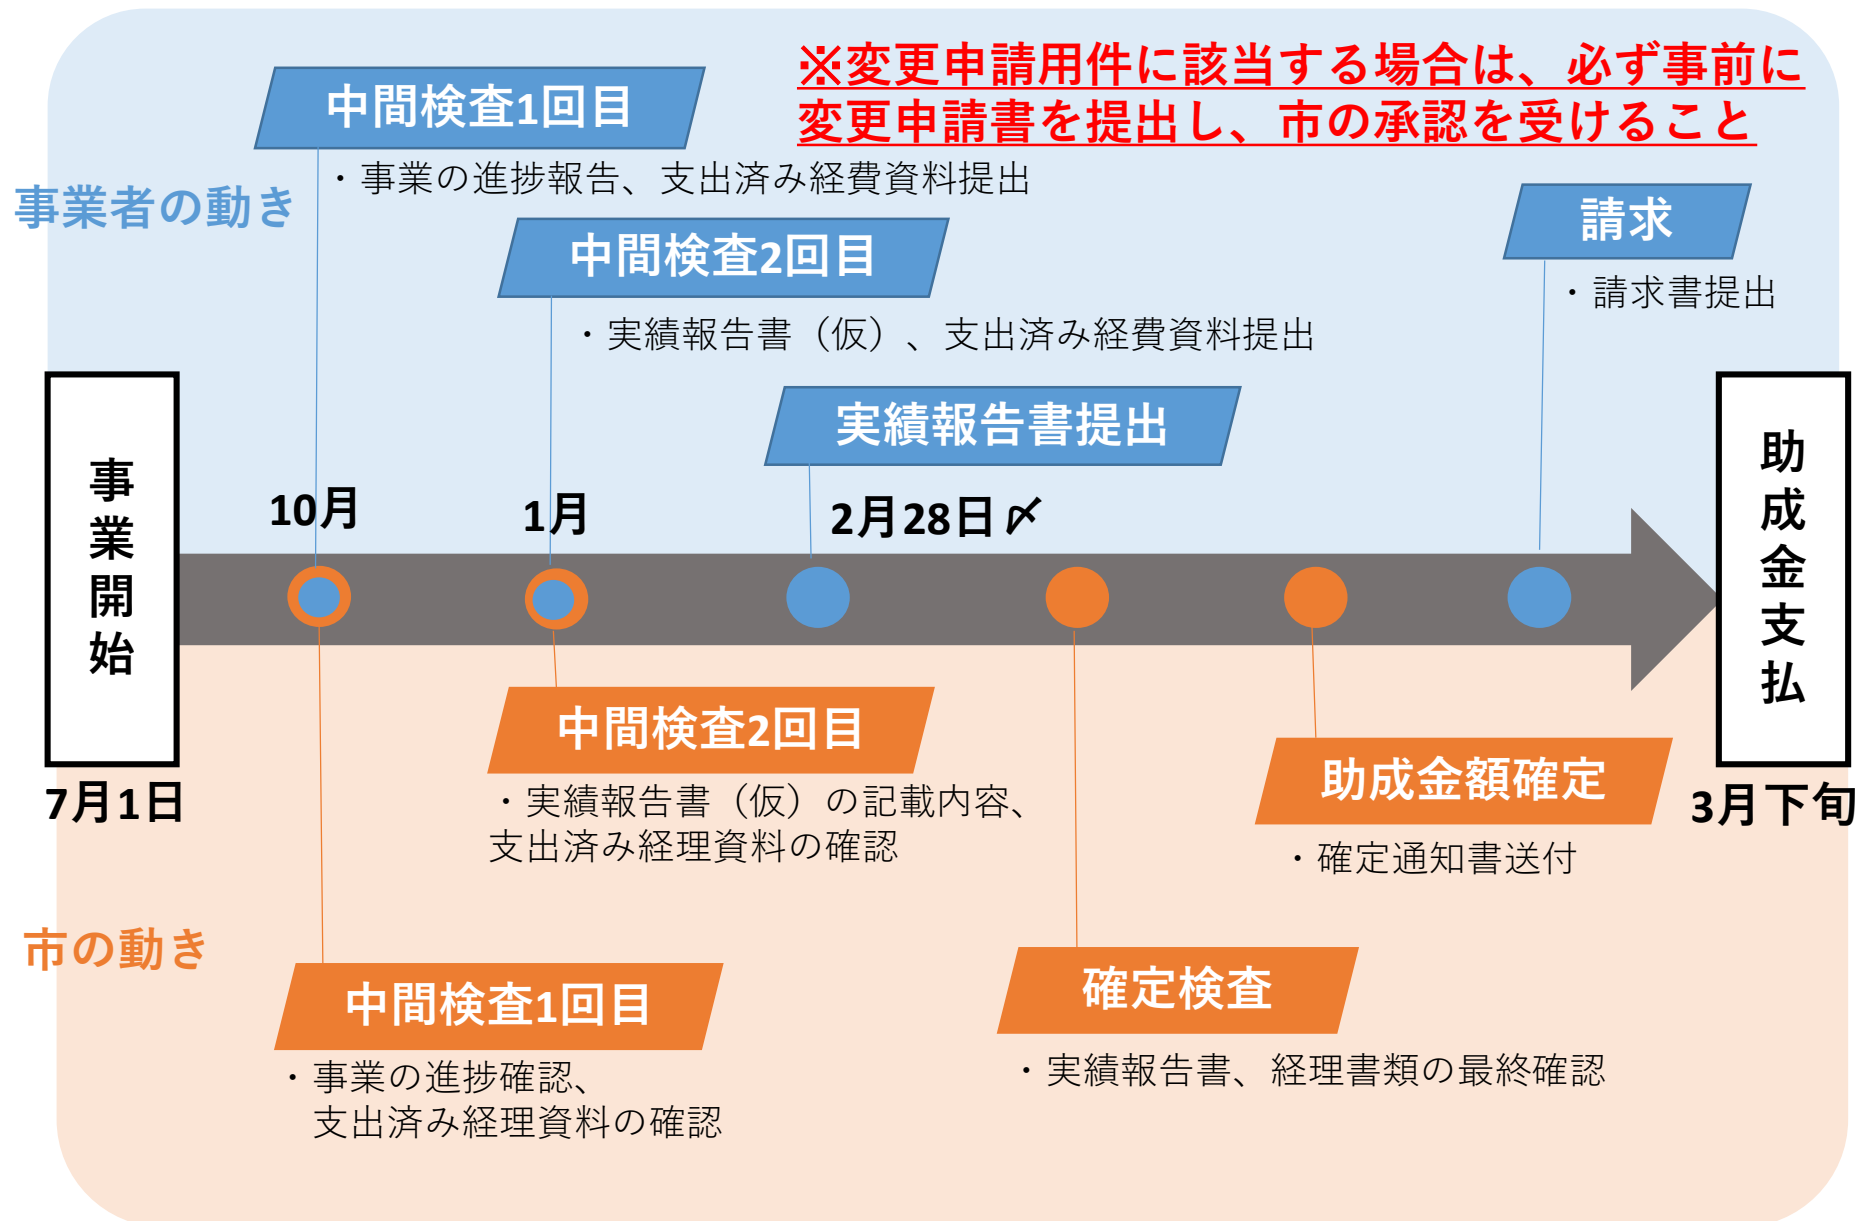 ※変更申請用件に該当する場合は、必ず事前に
変更申請書を提出し、市の承認を受けること
中間検査1回目
・事業の進捗報告、支出済み経費資料提出
事業者の動き
中間検査2回目
・実績報告書（仮）、支出済み経費資料提出
請求
・請求書提出
実績報告書提出
事業開始
7月1日
10月
1月
2月28日〆
助成金支払
3月下旬
中間検査2回目
・実績報告書（仮）の記載内容、
支出済み経理資料の確認
助成金額確定
・確定通知書送付
市の動き
中間検査1回目
・事業の進捗確認、
支出済み経理資料の確認
確定検査
・実績報告書、経理書類の最終確認